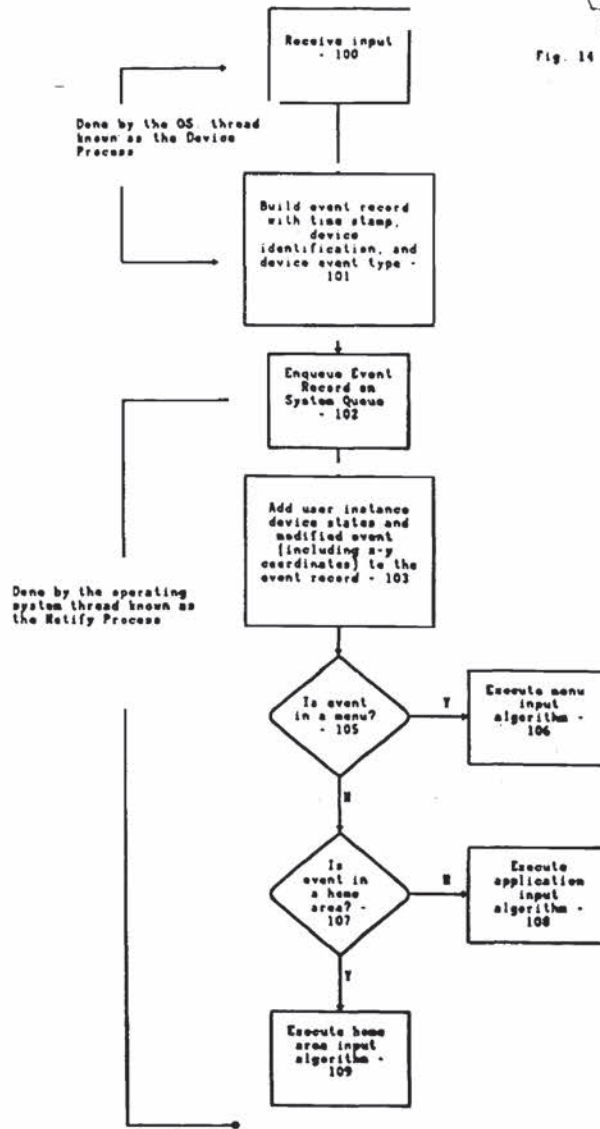 Receive input
- 100
Fig. 14
Done by the OS. thread
known as the Device
Process
Build event record
with time stamp,
device
identification, and
device event type -
101
Enqueue Event
Record on
System Queue
- 102
Add user instance
device states and
modified event
(including x-y
coordinates) to the
event record - 103
Done by the operating
system thread known as
the Notify Process
Is event
in a menu?
- 105
Y
Execute menu
input
algorithm -
106
N
Is
event in
a home
area? -
107
N
Execute
application
input
algorithm -
108
Y
Execute home
area input
algorithm -
109